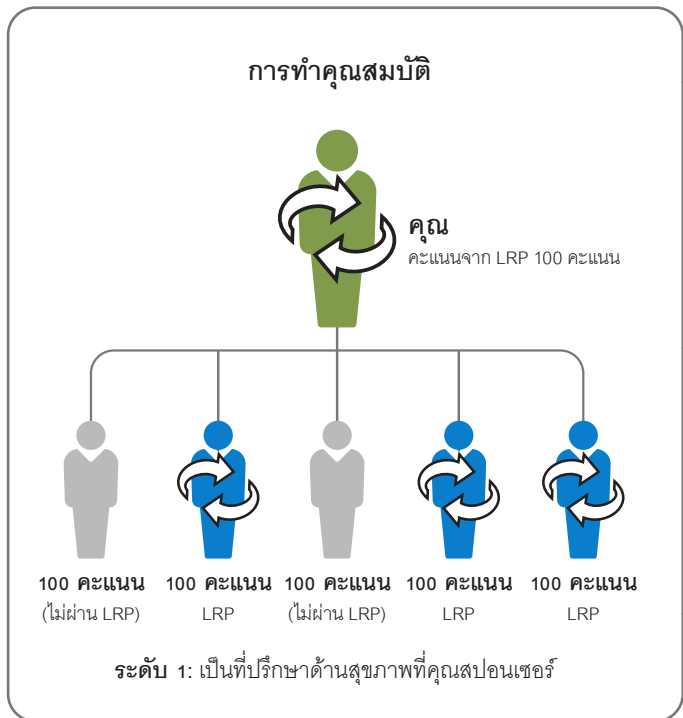 การทำคุณสมบัติ
คุณ
คะแนนจาก LRP 100 คะแนน
100 คะแนน 100 คะแนน 100 คะแนน 100 คะแนน 100 คะแนน
(ไม่ผ่าน LRP) LRP (ไม่ผ่าน LRP) LRP LRP
ระดับ 1: เป็นที่ปรึกษาด้านสุขภาพที่คุณสปอนเซอร์